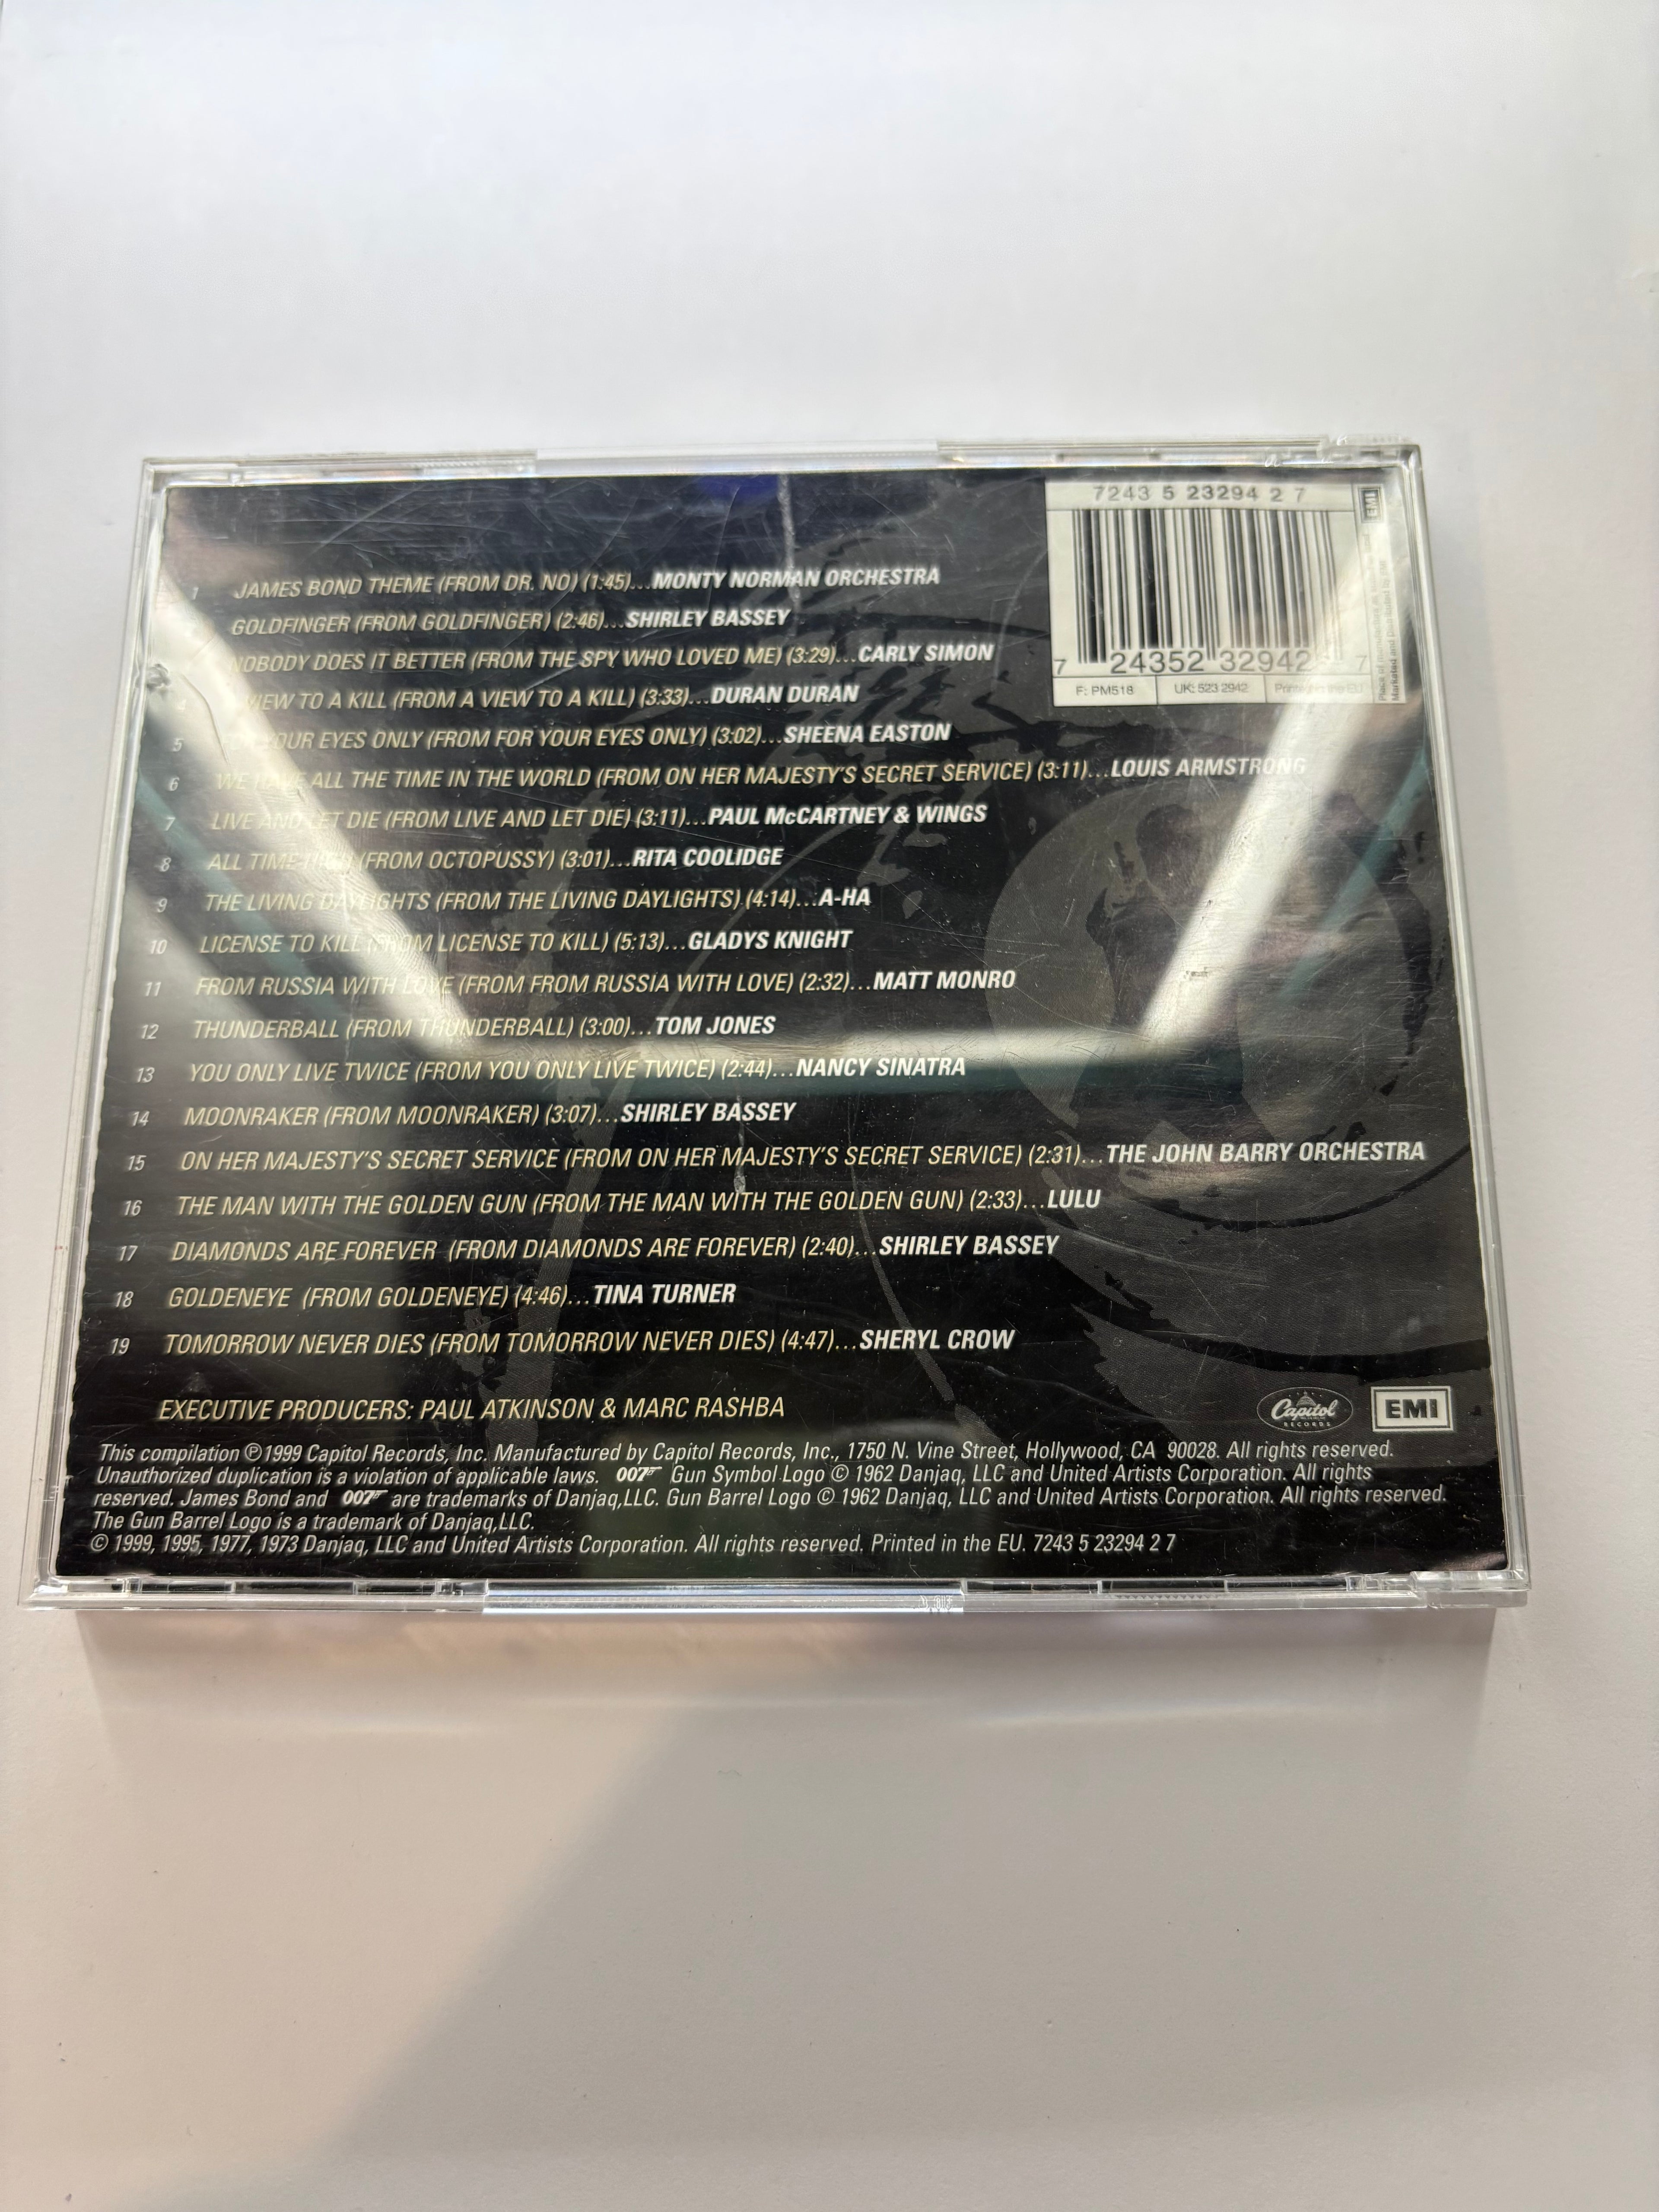 7243 5 23294 2 7
EMI
7 24352 32942 7
F: PM518 UK: 523 2942 Printed in the EU
1 JAMES BOND THEME (FROM DR. NO) (1:45)...MONTY NORMAN ORCHESTRA
GOLDFINGER (FROM GOLDFINGER) (2:46)...SHIRLEY BASSEY
NOBODY DOES IT BETTER (FROM THE SPY WHO LOVED ME) (3:29)...CARLY SIMON
4 VIEW TO A KILL (FROM A VIEW TO A KILL) (3:33)...DURAN DURAN
5 FOR YOUR EYES ONLY (FROM FOR YOUR EYES ONLY) (3:02)...SHEENA EASTON
6 WE HAVE ALL THE TIME IN THE WORLD (FROM ON HER MAJESTY'S SECRET SERVICE) (3:11)...LOUIS ARMSTRONG
7 LIVE AND LET DIE (FROM LIVE AND LET DIE) (3:11)...PAUL McCARTNEY & WINGS
8 ALL TIME HIGH (FROM OCTOPUSSY) (3:01)...RITA COOLIDGE
9 THE LIVING DAYLIGHTS (FROM THE LIVING DAYLIGHTS) (4:14)...A-HA
10 LICENSE TO KILL (FROM LICENSE TO KILL) (5:13)...GLADYS KNIGHT
11 FROM RUSSIA WITH LOVE (FROM FROM RUSSIA WITH LOVE) (2:32)...MATT MONRO
12 THUNDERBALL (FROM THUNDERBALL) (3:00)...TOM JONES
13 YOU ONLY LIVE TWICE (FROM YOU ONLY LIVE TWICE) (2:44)...NANCY SINATRA
14 MOONRAKER (FROM MOONRAKER) (3:07)...SHIRLEY BASSEY
15 ON HER MAJESTY'S SECRET SERVICE (FROM ON HER MAJESTY'S SECRET SERVICE) (2:31)...THE JOHN BARRY ORCHESTRA
16 THE MAN WITH THE GOLDEN GUN (FROM THE MAN WITH THE GOLDEN GUN) (2:33)...LULU
17 DIAMONDS ARE FOREVER (FROM DIAMONDS ARE FOREVER) (2:40)...SHIRLEY BASSEY
18 GOLDENEYE (FROM GOLDENEYE) (4:46)...TINA TURNER
19 TOMORROW NEVER DIES (FROM TOMORROW NEVER DIES) (4:47)...SHERYL CROW
EXECUTIVE PRODUCERS: PAUL ATKINSON & MARC RASHBA
Capitol RECORDS EMI
This compilation ℗1999 Capitol Records, Inc. Manufactured by Capitol Records, Inc., 1750 N. Vine Street, Hollywood, CA 90028. All rights reserved.
Unauthorized duplication is a violation of applicable laws. 007 Gun Symbol Logo © 1962 Danjaq, LLC and United Artists Corporation. All rights
reserved. James Bond and 007 are trademarks of Danjaq,LLC. Gun Barrel Logo © 1962 Danjaq, LLC and United Artists Corporation. All rights reserved.
The Gun Barrel Logo is a trademark of Danjaq,LLC.
© 1999, 1995, 1977, 1973 Danjaq, LLC and United Artists Corporation. All rights reserved. Printed in the EU. 7243 5 23294 2 7